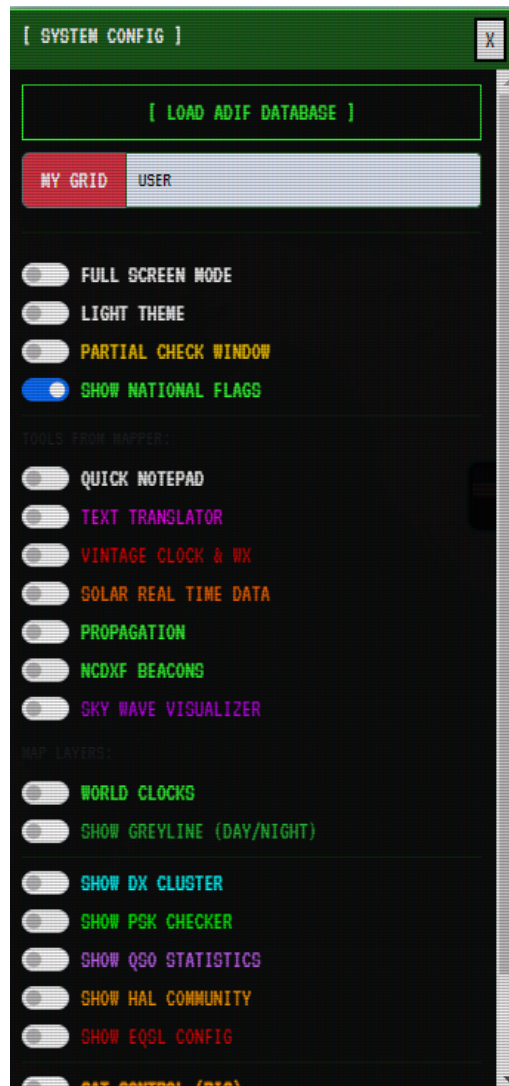 [ SYSTEM CONFIG ]
X
[ LOAD ADIF DATABASE ]
MY GRID
USER
FULL SCREEN MODE
LIGHT THEME
PARTIAL CHECK WINDOW
SHOW NATIONAL FLAGS
TOOLS FROM MAPPER:
QUICK NOTEPAD
TEXT TRANSLATOR
VINTAGE CLOCK & WX
SOLAR REAL TIME DATA
PROPAGATION
NCDXF BEACONS
SKY WAVE VISUALIZER
MAP LAYERS:
WORLD CLOCKS
SHOW GREYLINE (DAY/NIGHT)
SHOW DX CLUSTER
SHOW PSK CHECKER
SHOW QSO STATISTICS
SHOW HAL COMMUNITY
SHOW EQSL CONFIG
CAT CONTROL (RIG)